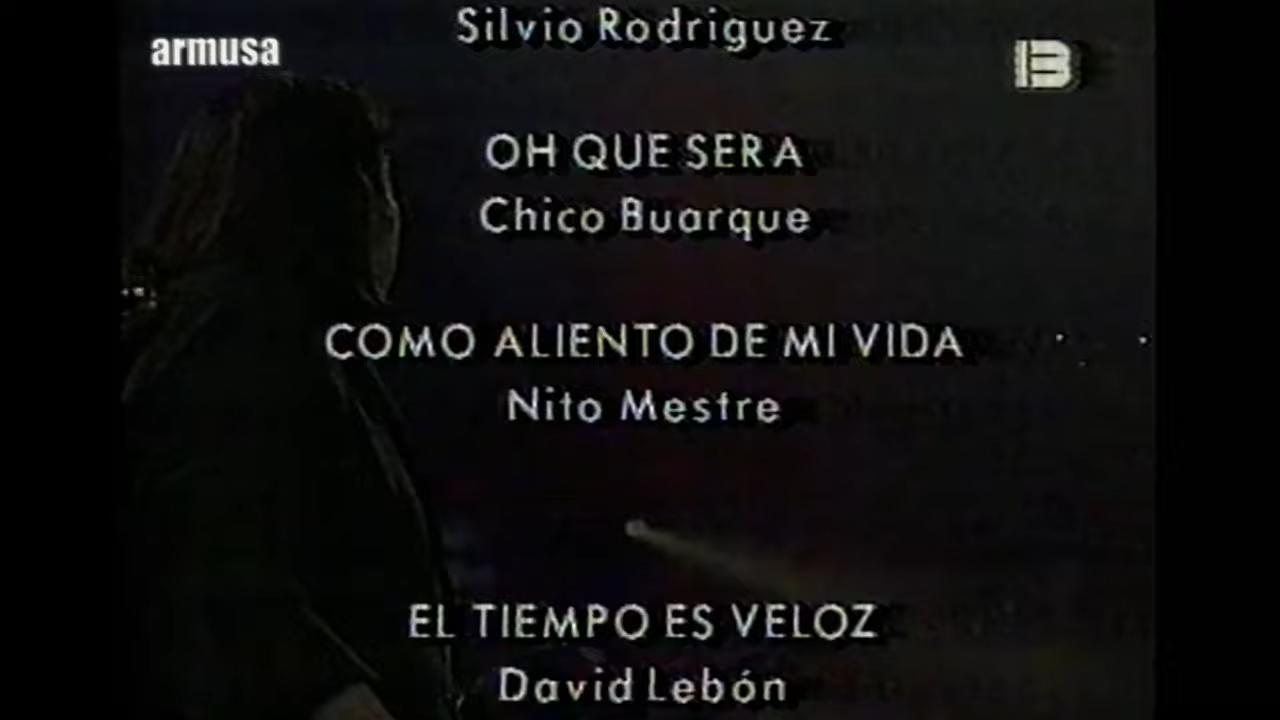 Silvio Rodriguez
armusa
13
OH QUE SERA
Chico Buarque
COMO ALIENTO DE MI VIDA
Nito Mestre
EL TIEMPO ES VELOZ
David Lebón